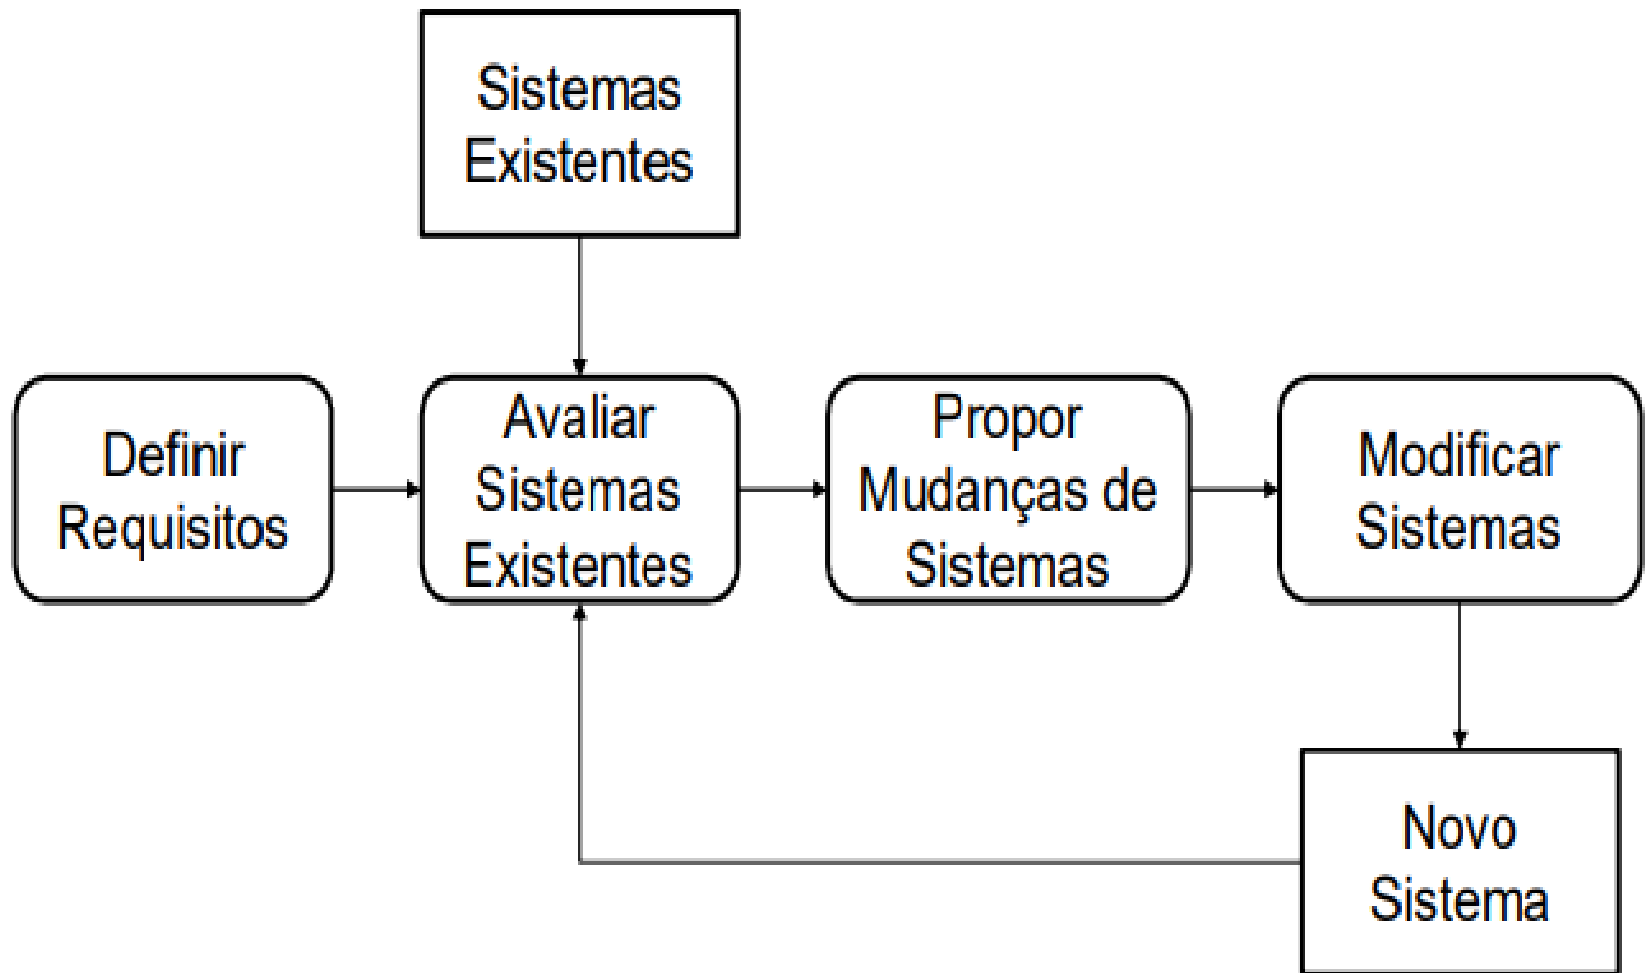 Sistemas
Existentes
Definir
Requisitos
Avaliar
Sistemas
Existentes
Propor
Mudanças de
Sistemas
Modificar
Sistemas
Novo
Sistema